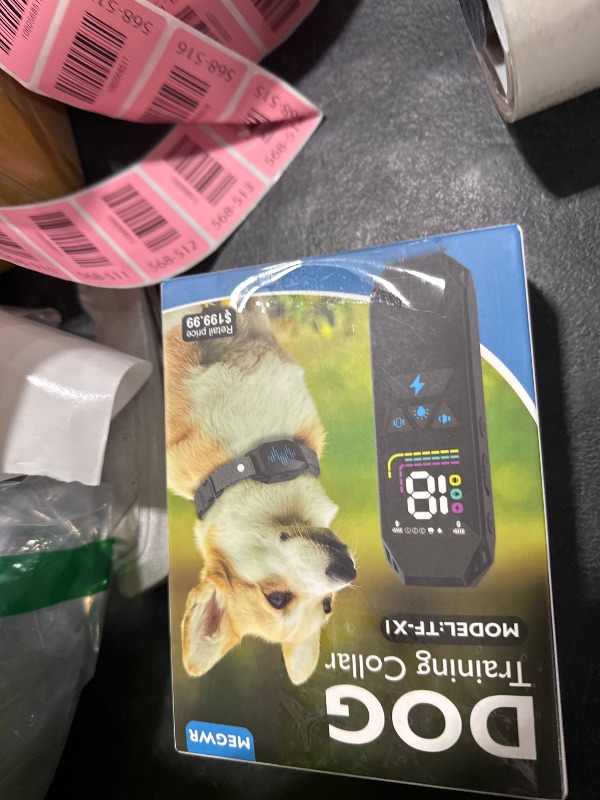 MEGWR
DOG
Training Collar
MODEL:TF-X1
18
Retail price
$199.99
568-516
568-515
568-513
568-512
568-511